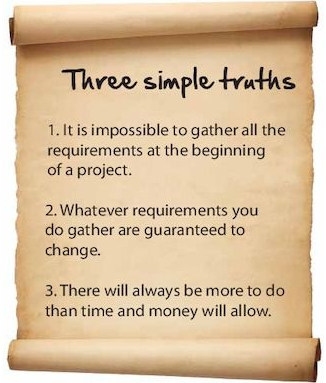 Three simple truths
1. It is impossible to gather all the
requirements at the beginning
of a project.
2. Whatever requirements you
do gather are guaranteed to
change.
3. There will always be more to do
than time and money will allow.